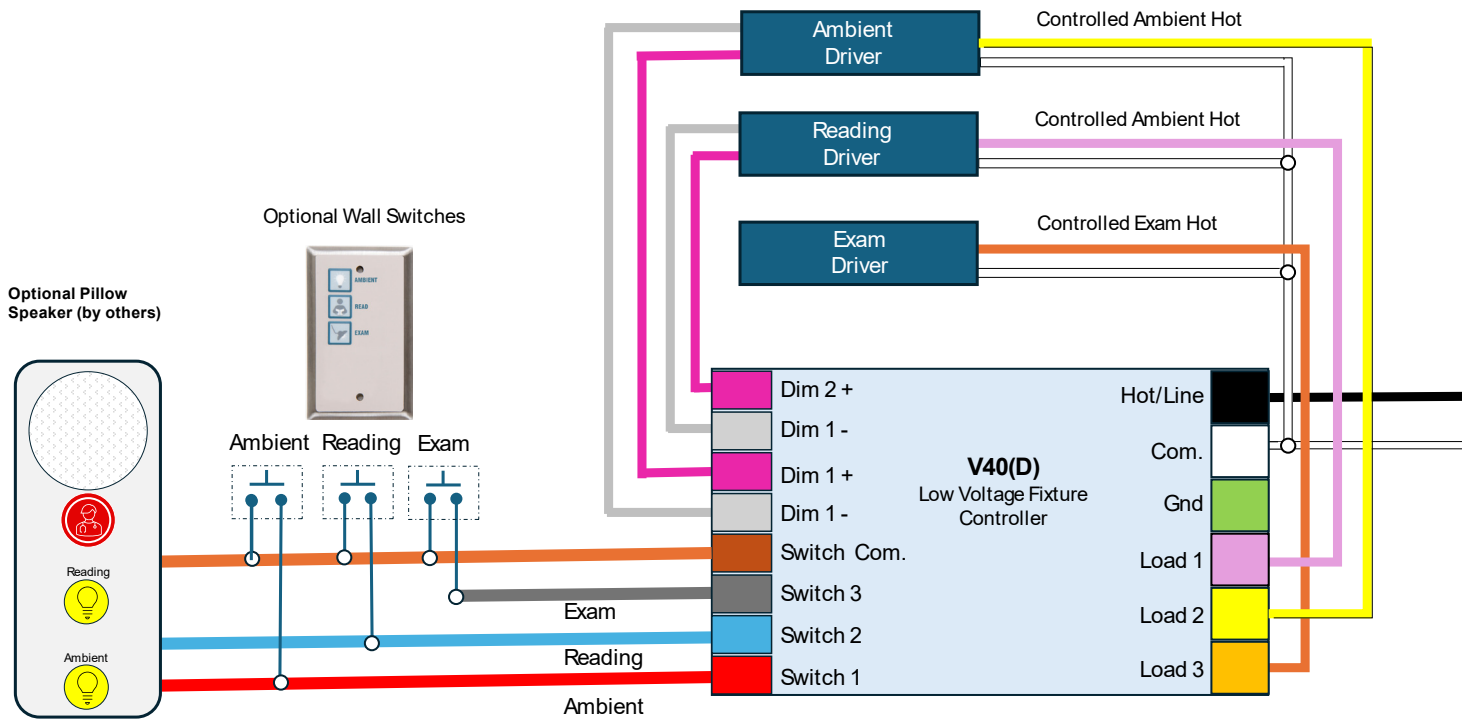 Controlled Ambient Hot
Ambient
Driver
Controlled Ambient Hot
Reading
Driver
Optional Wall Switches
Controlled Exam Hot
Exam
Driver
AMBIENT
READ
EXAM
Optional Pillow
Speaker (by others)
Ambient
Reading
Exam
Reading
Ambient
Exam
Reading
Ambient
Dim 2 +
Dim 1 -
Dim 1 +
Dim 1 -
Switch Com.
Switch 3
Switch 2
Switch 1
V40(D)
Low Voltage Fixture
Controller
Hot/Line
Com.
Gnd
Load 1
Load 2
Load 3